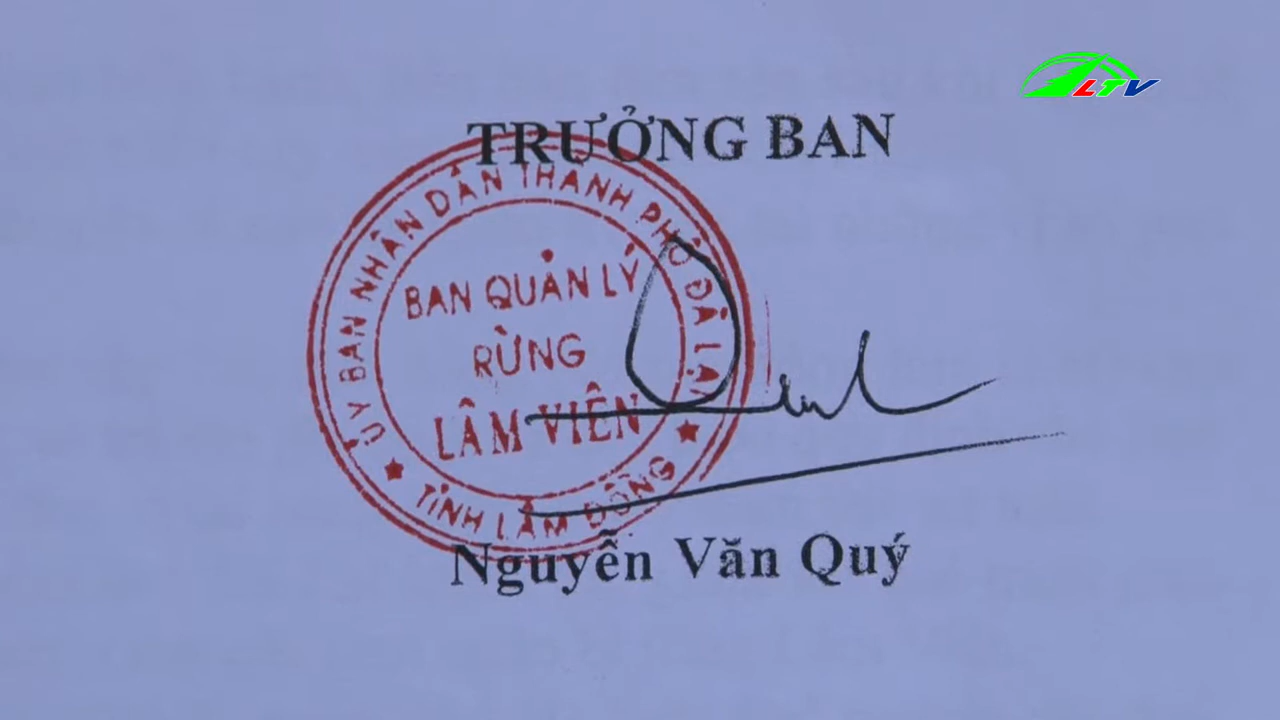 LTV
TRƯỞNG BAN
ỦY BAN NHÂN DÂN THÀNH PHỐ ĐÀ LẠT
BAN QUẢN LÝ
RỪNG
LÂM VIÊN
TỈNH LÂM ĐỒNG
Nguyễn Văn Quý